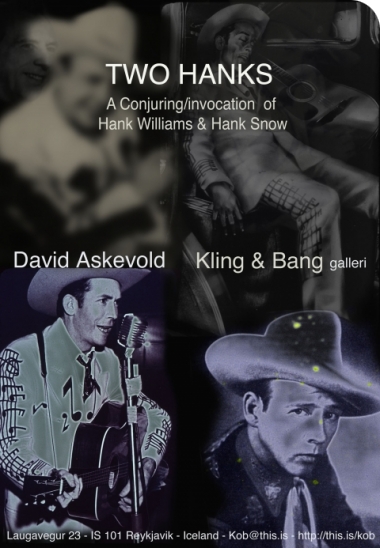 TWO HANKS
A Conjuring/invocation of
Hank Williams & Hank Snow
David Askevold
Kling & Bang galleri
Laugavegur 23 - IS 101 Reykjavik - Iceland - Kob@this.is - http://this.is/kob